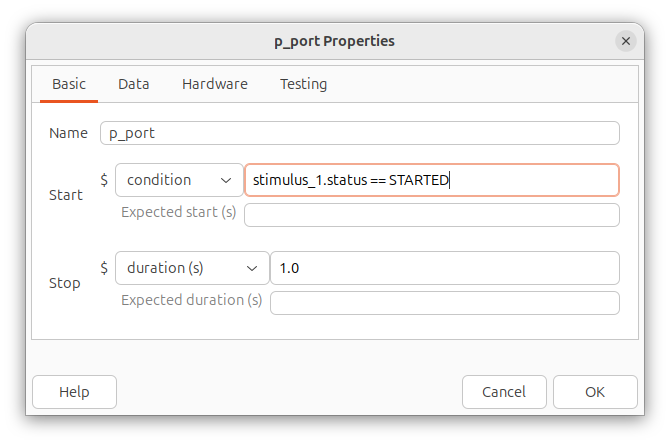 p_port Properties
Basic Data Hardware Testing
Name p_port
Start $ condition stimulus_1.status == STARTED
Expected start (s)
Stop $ duration (s) 1.0
Expected duration (s)
Help Cancel OK